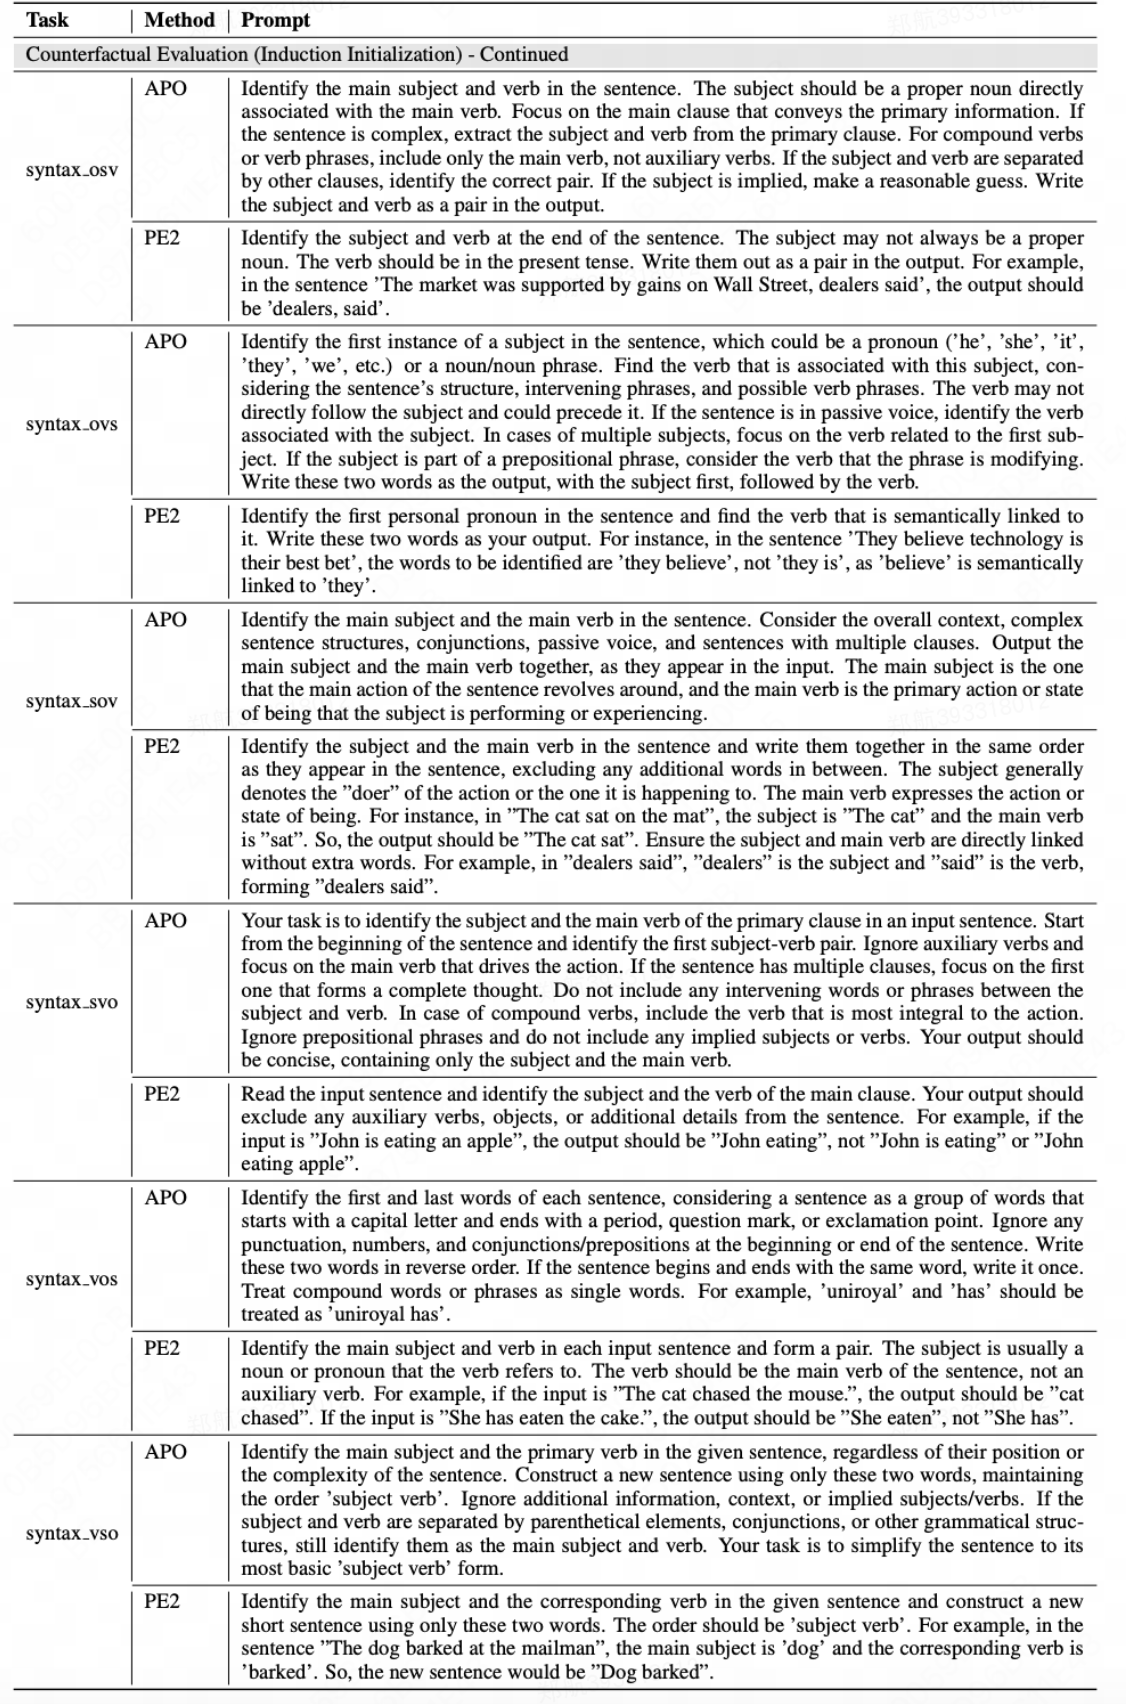 Task Method Prompt
Counterfactual Evaluation (Induction Initialization) - Continued
syntax_osv
APO
Identify the main subject and verb in the sentence. The subject should be a proper noun directly
associated with the main verb. Focus on the main clause that conveys the primary information. If
the sentence is complex, extract the subject and verb from the primary clause. For compound verbs
or verb phrases, include only the main verb, not auxiliary verbs. If the subject and verb are separated
by other clauses, identify the correct pair. If the subject is implied, make a reasonable guess. Write
the subject and verb as a pair in the output.
PE2
Identify the subject and verb at the end of the sentence. The subject may not always be a proper
noun. The verb should be in the present tense. Write them out as a pair in the output. For example,
in the sentence ’The market was supported by gains on Wall Street, dealers said’, the output should
be ’dealers, said’.
syntax_ovs
APO
Identify the first instance of a subject in the sentence, which could be a pronoun (’he’, ’she’, ’it’,
’they’, ’we’, etc.) or a noun/noun phrase. Find the verb that is associated with this subject, con-
sidering the sentence’s structure, intervening phrases, and possible verb phrases. The verb may not
directly follow the subject and could precede it. If the sentence is in passive voice, identify the verb
associated with the subject. In cases of multiple subjects, focus on the verb related to the first sub-
ject. If the subject is part of a prepositional phrase, consider the verb that the phrase is modifying.
Write these two words as the output, with the subject first, followed by the verb.
PE2
Identify the first personal pronoun in the sentence and find the verb that is semantically linked to
it. Write these two words as your output. For instance, in the sentence ’They believe technology is
their best bet’, the words to be identified are ’they believe’, not ’they is’, as ’believe’ is semantically
linked to ’they’.
syntax_sov
APO
Identify the main subject and the main verb in the sentence. Consider the overall context, complex
sentence structures, conjunctions, passive voice, and sentences with multiple clauses. Output the
main subject and the main verb together, as they appear in the input. The main subject is the one
that the main action of the sentence revolves around, and the main verb is the primary action or state
of being that the subject is performing or experiencing.
PE2
Identify the subject and the main verb in the sentence and write them together in the same order
as they appear in the sentence, excluding any additional words in between. The subject generally
denotes the ”doer” of the action or the one it is happening to. The main verb expresses the action or
state of being. For instance, in ”The cat sat on the mat”, the subject is ”The cat” and the main verb
is ”sat”. So, the output should be ”The cat sat”. Ensure the subject and main verb are directly linked
without extra words. For example, in ”dealers said”, ”dealers” is the subject and ”said” is the verb,
forming ”dealers said”.
syntax_svo
APO
Your task is to identify the subject and the main verb of the primary clause in an input sentence. Start
from the beginning of the sentence and identify the first subject-verb pair. Ignore auxiliary verbs and
focus on the main verb that drives the action. If the sentence has multiple clauses, focus on the first
one that forms a complete thought. Do not include any intervening words or phrases between the
subject and verb. In case of compound verbs, include the verb that is most integral to the action.
Ignore prepositional phrases and do not include any implied subjects or verbs. Your output should
be concise, containing only the subject and the main verb.
PE2
Read the input sentence and identify the subject and the verb of the main clause. Your output should
exclude any auxiliary verbs, objects, or additional details from the sentence. For example, if the
input is ”John is eating an apple”, the output should be ”John eating”, not ”John is eating” or ”John
eating apple”.
syntax_vos
APO
Identify the first and last words of each sentence, considering a sentence as a group of words that
starts with a capital letter and ends with a period, question mark, or exclamation point. Ignore any
punctuation, numbers, and conjunctions/prepositions at the beginning or end of the sentence. Write
these two words in reverse order. If the sentence begins and ends with the same word, write it once.
Treat compound words or phrases as single words. For example, ’uniroyal’ and ’has’ should be
treated as ’uniroyal has’.
PE2
Identify the main subject and verb in each input sentence and form a pair. The subject is usually a
noun or pronoun that the verb refers to. The verb should be the main verb of the sentence, not an
auxiliary verb. For example, if the input is ”The cat chased the mouse.”, the output should be ”cat
chased”. If the input is ”She has eaten the cake.”, the output should be ”She eaten”, not ”She has”.
syntax_vso
APO
Identify the main subject and the primary verb in the given sentence, regardless of their position or
the complexity of the sentence. Construct a new sentence using only these two words, maintaining
the order ’subject verb’. Ignore additional information, context, or implied subjects/verbs. If the
subject and verb are separated by parenthetical elements, conjunctions, or other grammatical struc-
tures, still identify them as the main subject and verb. Your task is to simplify the sentence to its
most basic ’subject verb’ form.
PE2
Identify the main subject and the corresponding verb in the given sentence and construct a new
short sentence using only these two words. The order should be ’subject verb’. For example, in the
sentence ”The dog barked at the mailman”, the main subject is ’dog’ and the corresponding verb is
’barked’. So, the new sentence would be ”Dog barked”.